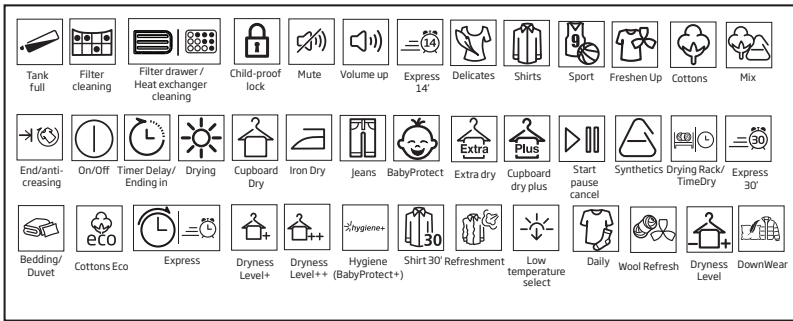 14
9
Tank
full
Filter
cleaning
Filter drawer /
Heat exchanger
cleaning
Child-proof
lock
Mute
Volume up
Express
14'
Delicates
Shirts
Sport
Freshen Up
Cottons
Mix
Extra
Plus
30
End/anti-
creasing
On/Off
Timer Delay/
Ending in
Drying
Cupboard
Dry
Iron Dry
Jeans
BabyProtect
Extra dry
Cupboard
dry plus
Start
pause
cancel
Synthetics
Drying Rack/
TimeDry
Express
30'
eco
+
++
hygiene+
30
- +
Bedding/
Duvet
Cottons Eco
Express
Dryness
Level+
Dryness
Level++
Hygiene
(BabyProtect+)
Shirt 30'
Refreshment
Low
temperature
select
Daily
Wool Refresh
Dryness
Level
DownWear